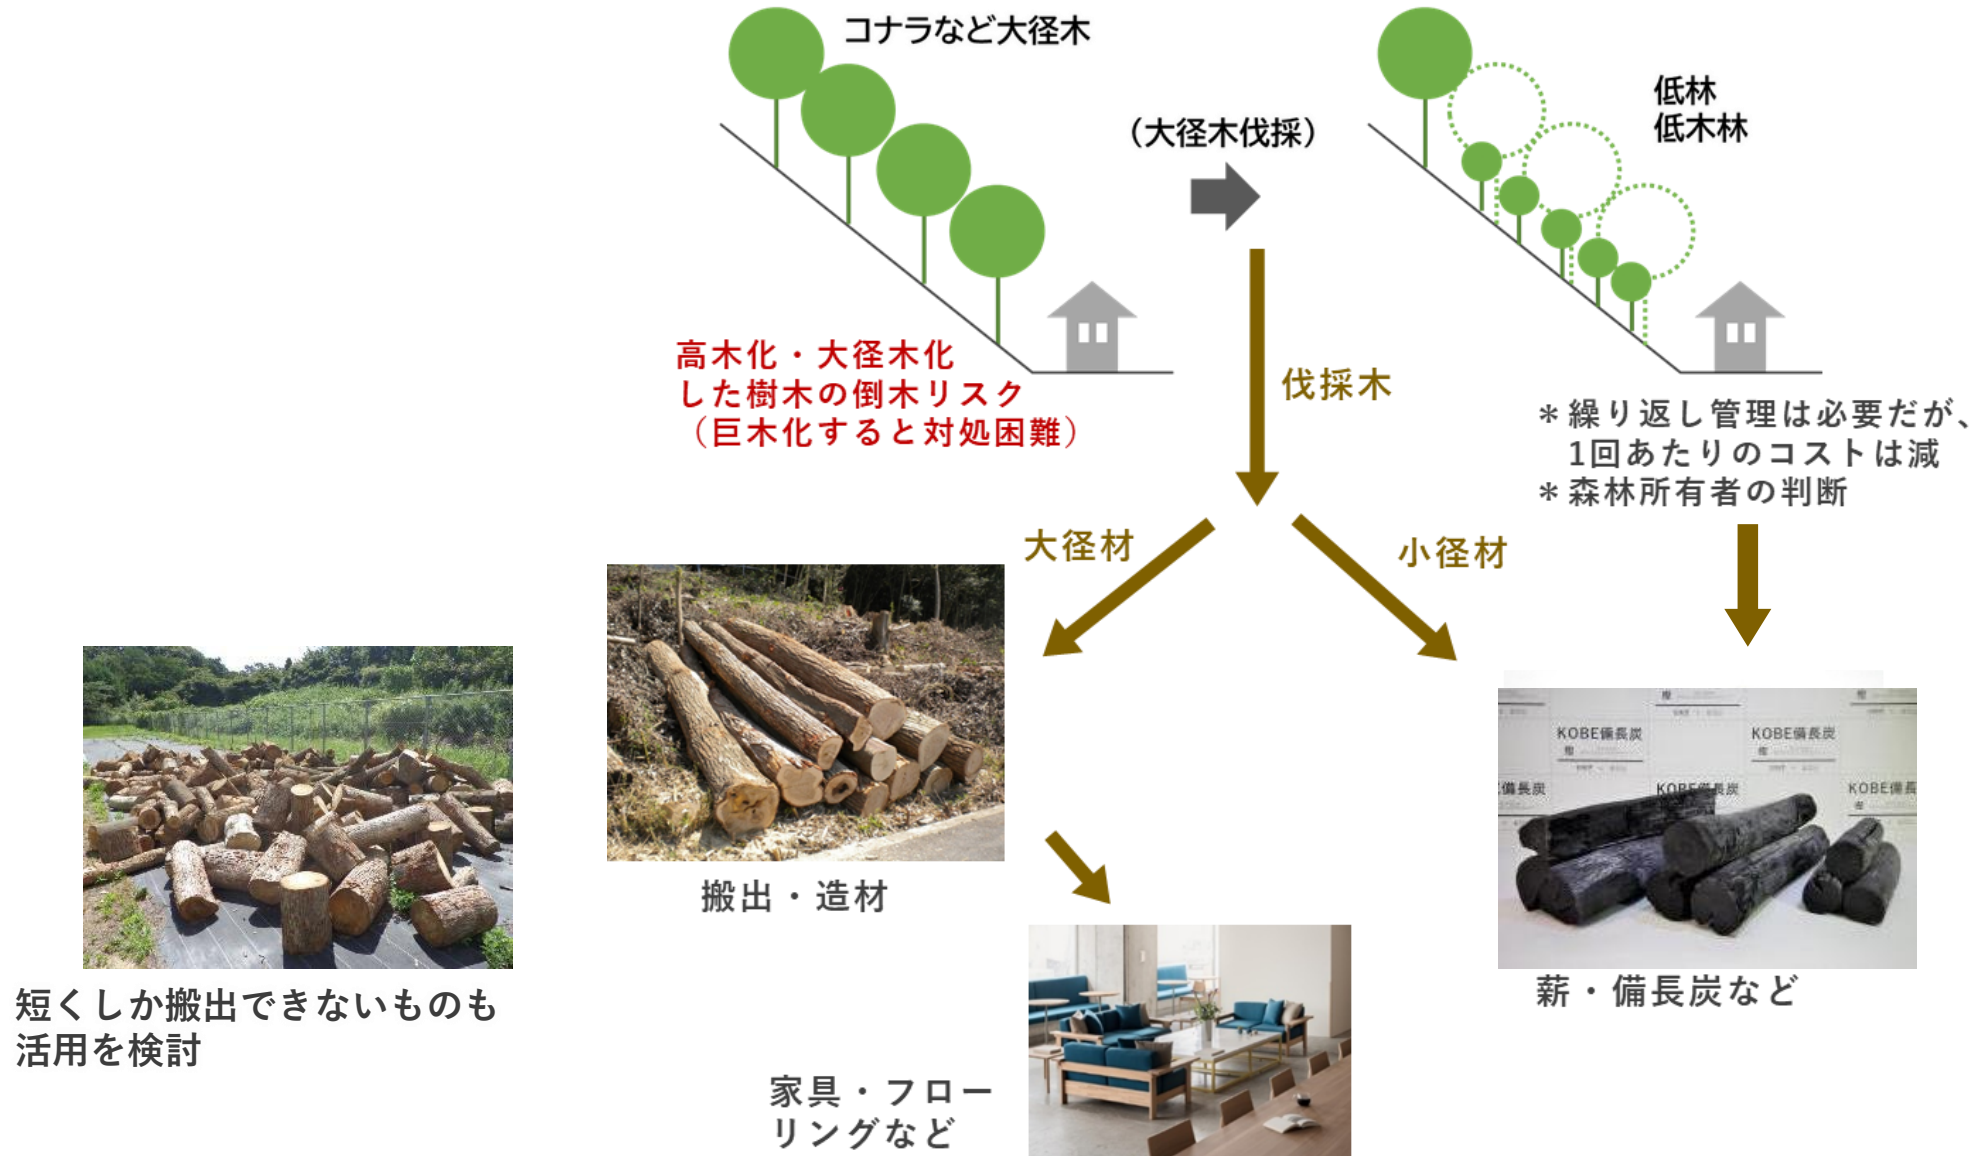 コナラなど大径木
（大径木伐採）
低林
低木林
高木化・大径木化
した樹木の倒木リスク
（巨木化すると対処困難）
伐採木
＊繰り返し管理は必要だが、
1回あたりのコストは減
＊森林所有者の判断
大径材
小径材
搬出・造材
KOBE備長炭
KOBE備長炭
備長炭
KOBE備長炭
KOBE備長
薪・備長炭など
短くしか搬出できないものも
活用を検討
家具・フロー
リングなど